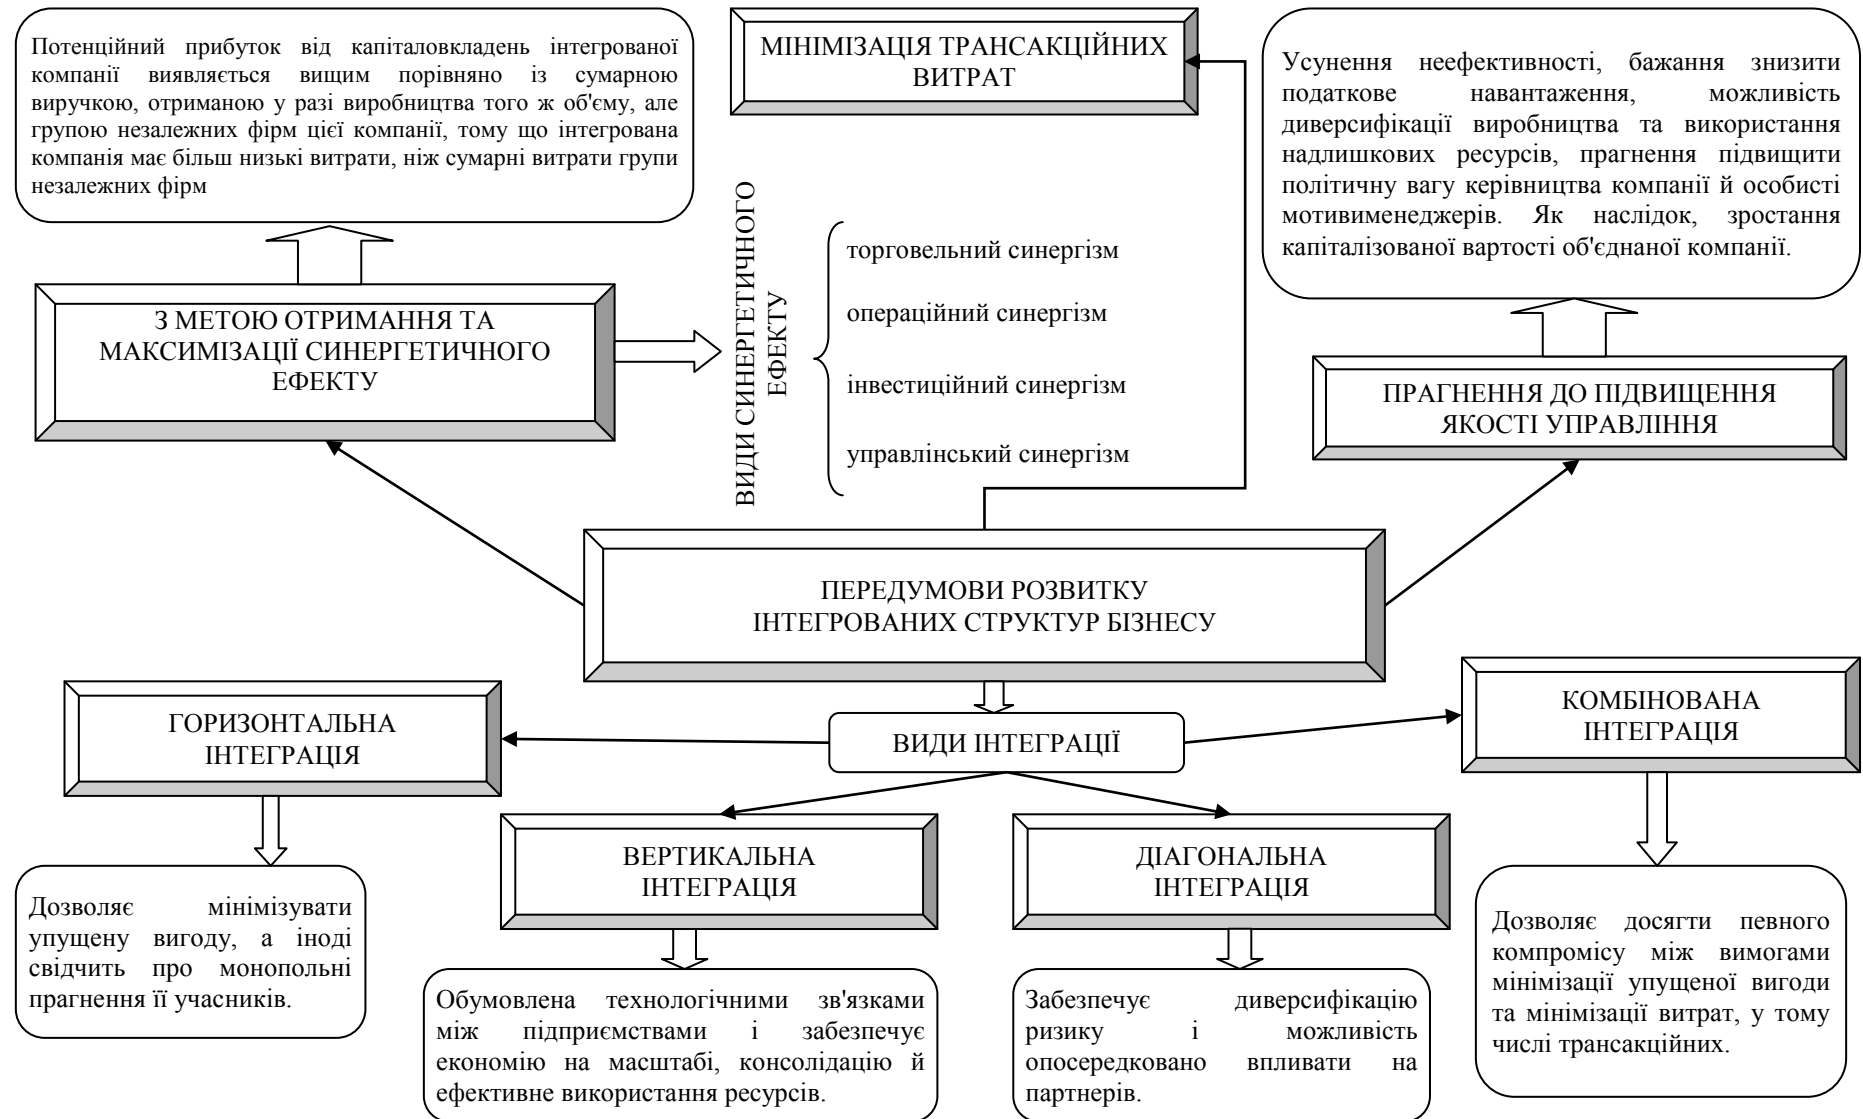 Потенційний прибуток від капіталовкладень інтегрованої
компанії виявляється вищим порівняно із сумарною
виручкою, отриманою у разі виробництва того ж об'єму, але
групою незалежних фірм цієї компанії, тому що інтегрована
компанія має більш низькі витрати, ніж сумарні витрати групи
незалежних фірм
МІНІМІЗАЦІЯ ТРАНСАКЦІЙНИХ
ВИТРАТ
Усунення неефективності, бажання знизити
податкове навантаження, можливість
диверсифікації виробництва та використання
надлишкових ресурсів, прагнення підвищити
політичну вагу керівництва компанії й особисті
мотивименеджерів. Як наслідок, зростання
капіталізованої вартості об'єднаної компанії.
З МЕТОЮ ОТРИМАННЯ ТА
МАКСИМІЗАЦІЇ СИНЕРГЕТИЧНОГО
ЕФЕКТУ
ВИДИ СИНЕРГЕТИЧНОГО
ЕФЕКТУ
торговельний синергізм
операційний синергізм
інвестиційний синергізм
управлінський синергізм
ПРАГНЕННЯ ДО ПІДВИЩЕННЯ
ЯКОСТІ УПРАВЛІННЯ
ПЕРЕДУМОВИ РОЗВИТКУ
ІНТЕГРОВАНИХ СТРУКТУР БІЗНЕСУ
ВИДИ ІНТЕГРАЦІЇ
ГОРИЗОНТАЛЬНА
ІНТЕГРАЦІЯ
КОМБІНОВАНА
ІНТЕГРАЦІЯ
ВЕРТИКАЛЬНА
ІНТЕГРАЦІЯ
ДІАГОНАЛЬНА
ІНТЕГРАЦІЯ
Дозволяє мінімізувати
упущену вигоду, а іноді
свідчить про монопольні
прагнення її учасників.
Обумовлена технологічними зв'язками
між підприємствами і забезпечує
економію на масштабі, консолідацію й
ефективне використання ресурсів.
Забезпечує диверсифікацію
ризику і можливість
опосередковано впливати на
партнерів.
Дозволяє досягти певного
компромісу між вимогами
мінімізації упущеної вигоди
та мінімізації витрат, у тому
числі трансакційних.